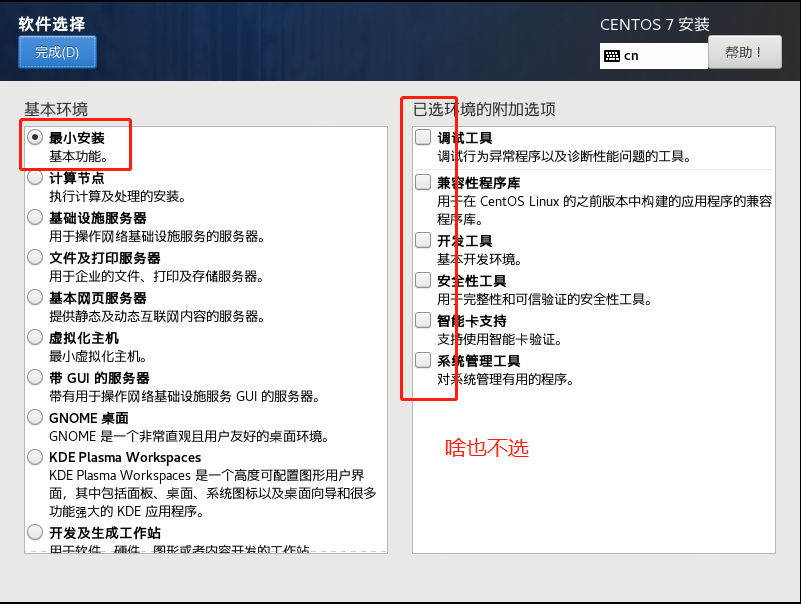 软件选择
完成(D)
CENTOS 7 安装
cn
帮助！
基本环境
最小安装
基本功能。
计算节点
执行计算及处理的安装。
基础设施服务器
用于操作网络基础设施服务的服务器。
文件及打印服务器
用于企业的文件、打印及存储服务器。
基本网页服务器
提供静态及动态互联网内容的服务器。
虚拟化主机
最小虚拟化主机。
带 GUI 的服务器
带有用于操作网络基础设施服务 GUI 的服务器。
GNOME 桌面
GNOME 是一个非常直观且用户友好的桌面环境。
KDE Plasma Workspaces
KDE Plasma Workspaces 是一个高度可配置图形用户界
面，其中包括面板、桌面、系统图标以及桌面向导和很多
功能强大的 KDE 应用程序。
开发及生成工作站
用于软件、硬件、图形或者内容开发的工作站
已选环境的附加选项
调试工具
调试行为异常程序以及诊断性能问题的工具。
兼容性程序库
用于在 CentOS Linux 的之前版本中构建的应用程序的兼容
程序库。
开发工具
基本开发环境。
安全性工具
用于完整性和可信验证的安全性工具。
智能卡支持
支持使用智能卡验证。
系统管理工具
对系统管理有用的程序。
啥也不选